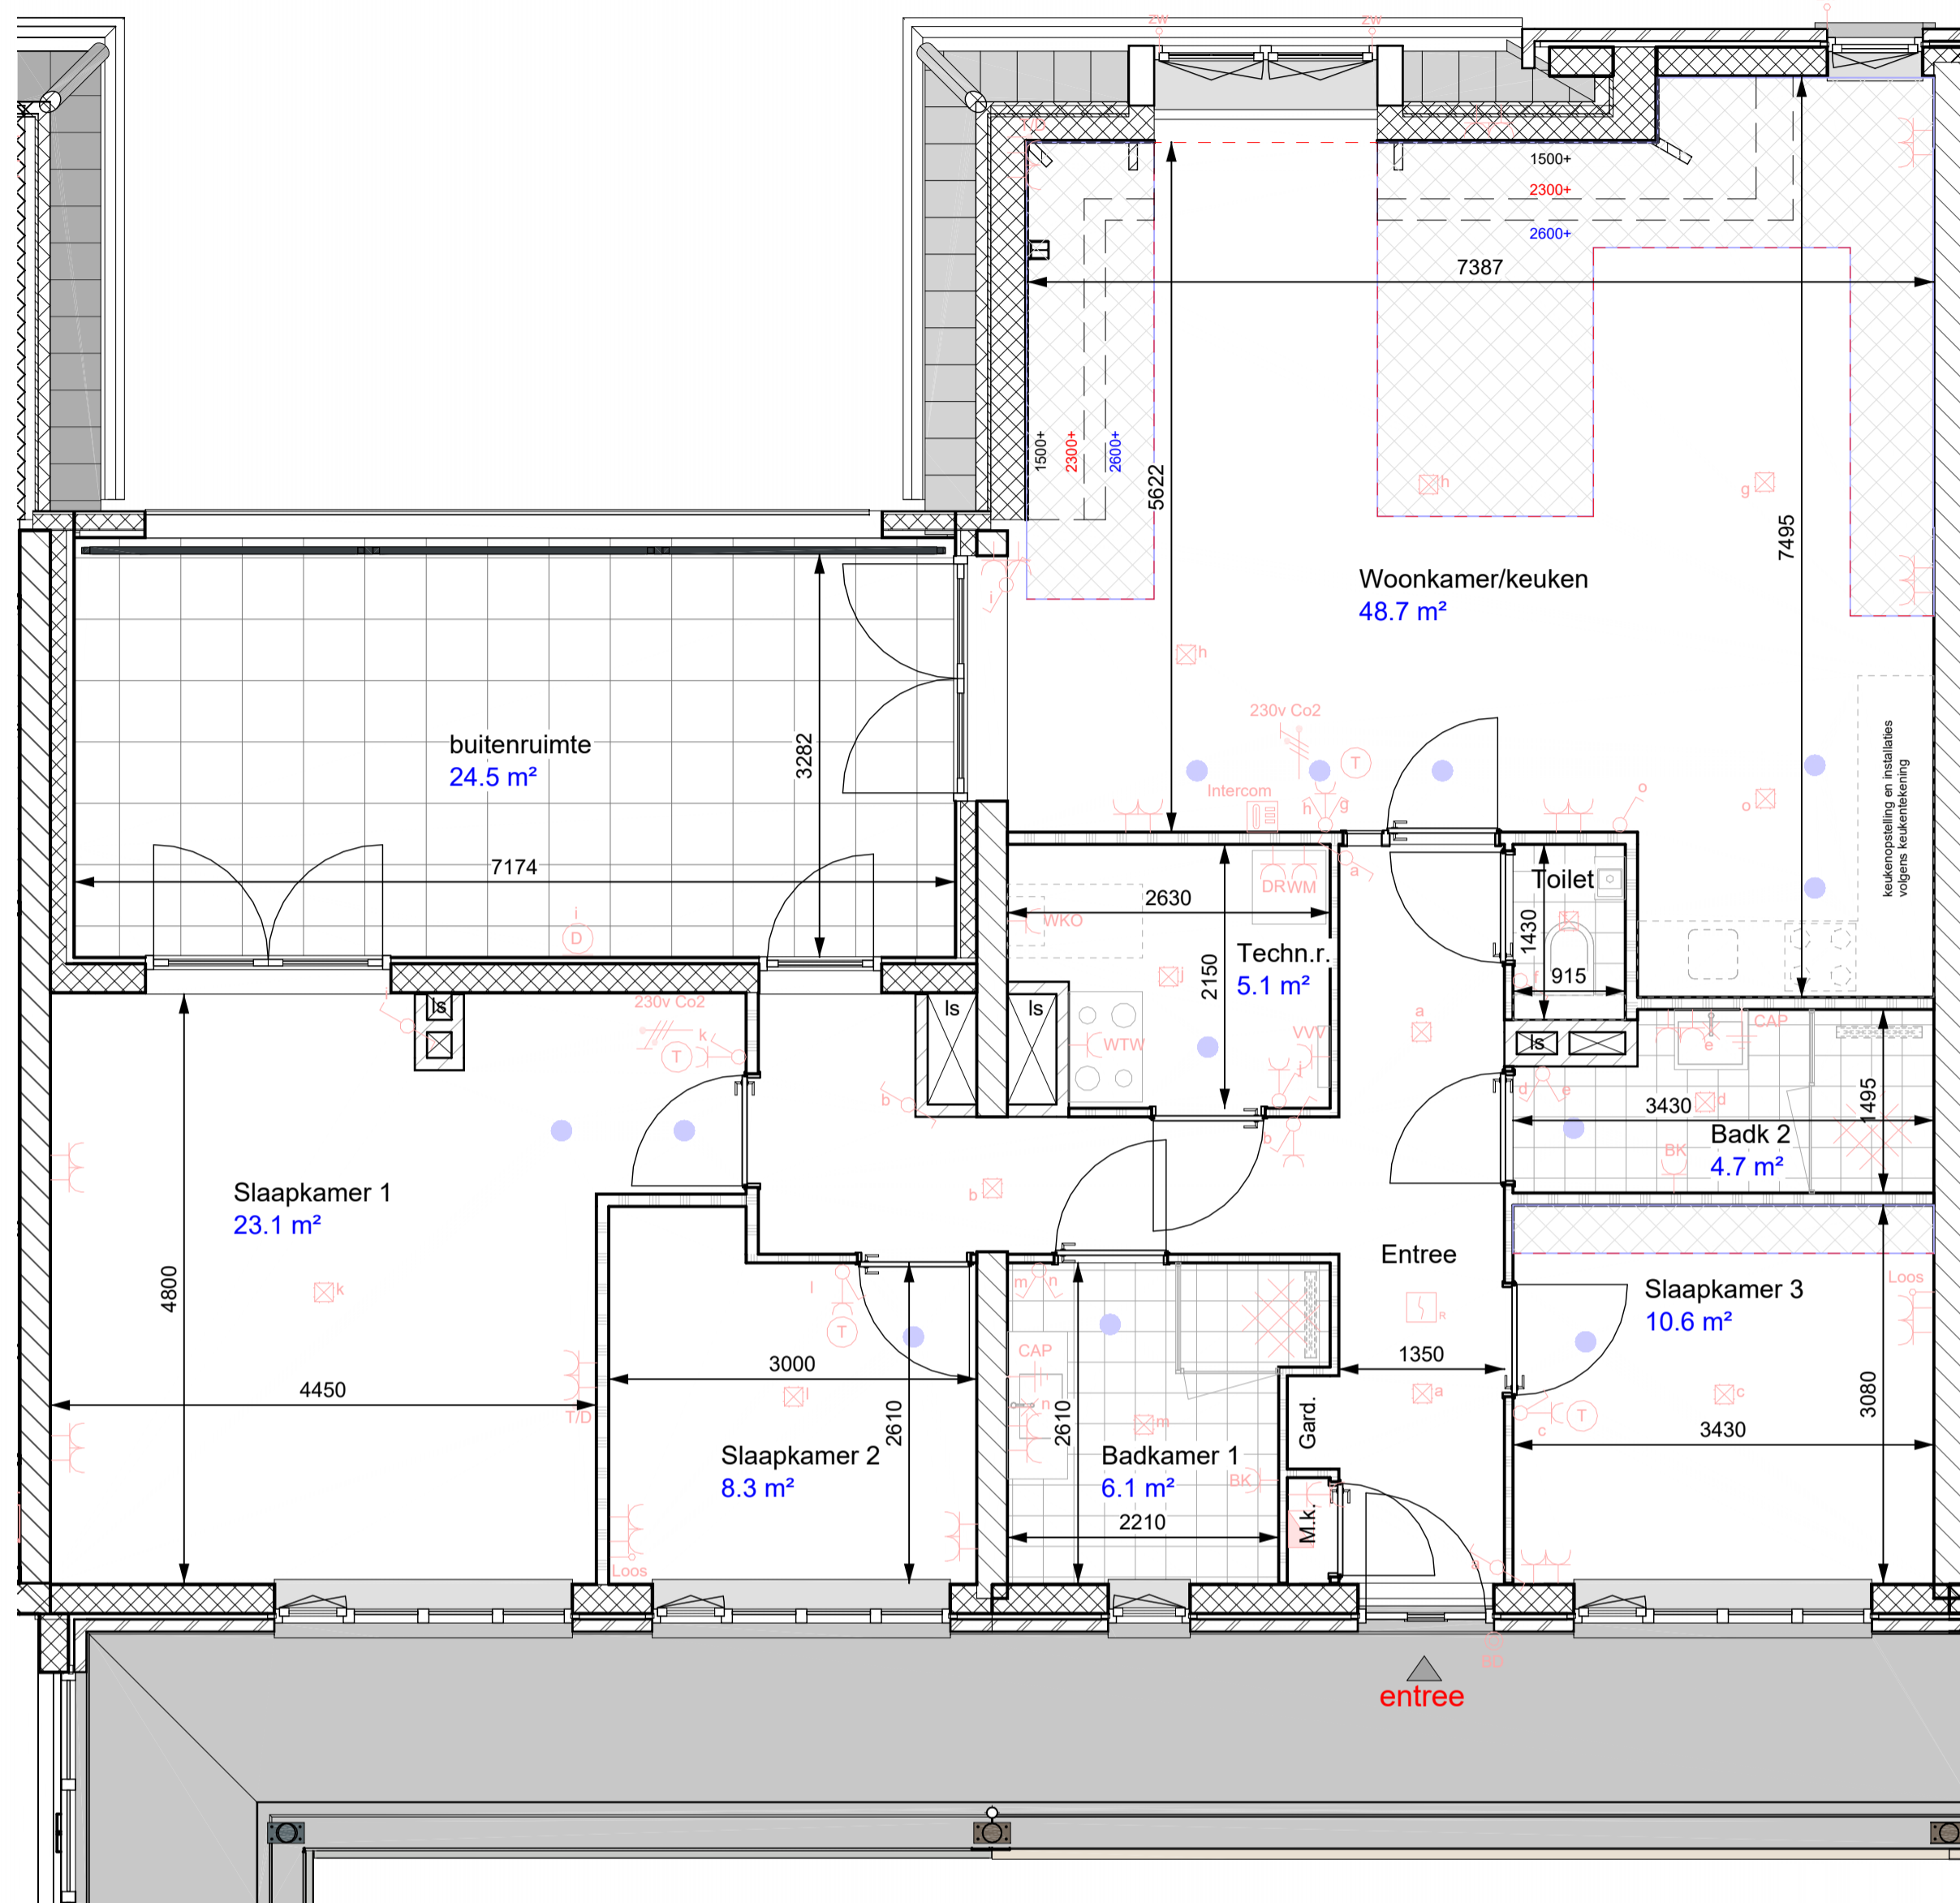 ZW
ZW
T/D
1500+
2300+
2600+
7387
1500+
2300+
2600+
5622
h
g
7495
i
Woonkamer/keuken
48.7 m²
h
230v Co2
T
buitenruimte
24.5 m²
3282
Intercom
h
g
o
o
keukenopstelling en installaties
volgens keukentekening
7174
i
D
2630
DRWM
a
Toilet
WKO
1430
Techn.r.
5.1 m²
2150
j
915
f
ls
230v Co2
ls
ls
i
k
T
WTW
VVV
a
ls
CAP
e
b
j
d
e
d
3430
1495
b
Badk 2
4.7 m²
BK
Slaapkamer 1
23.1 m²
b
Entree
4800
k
l
T
m
n
Slaapkamer 3
10.6 m²
Loos
R
CAP
3000
1350
4450
l
n
a
c
3080
T/D
2610
2610
m
Gard.
T
c
3430
Slaapkamer 2
8.3 m²
Badkamer 1
6.1 m²
BK
2210
M.k.
Loos
a
BD
entree